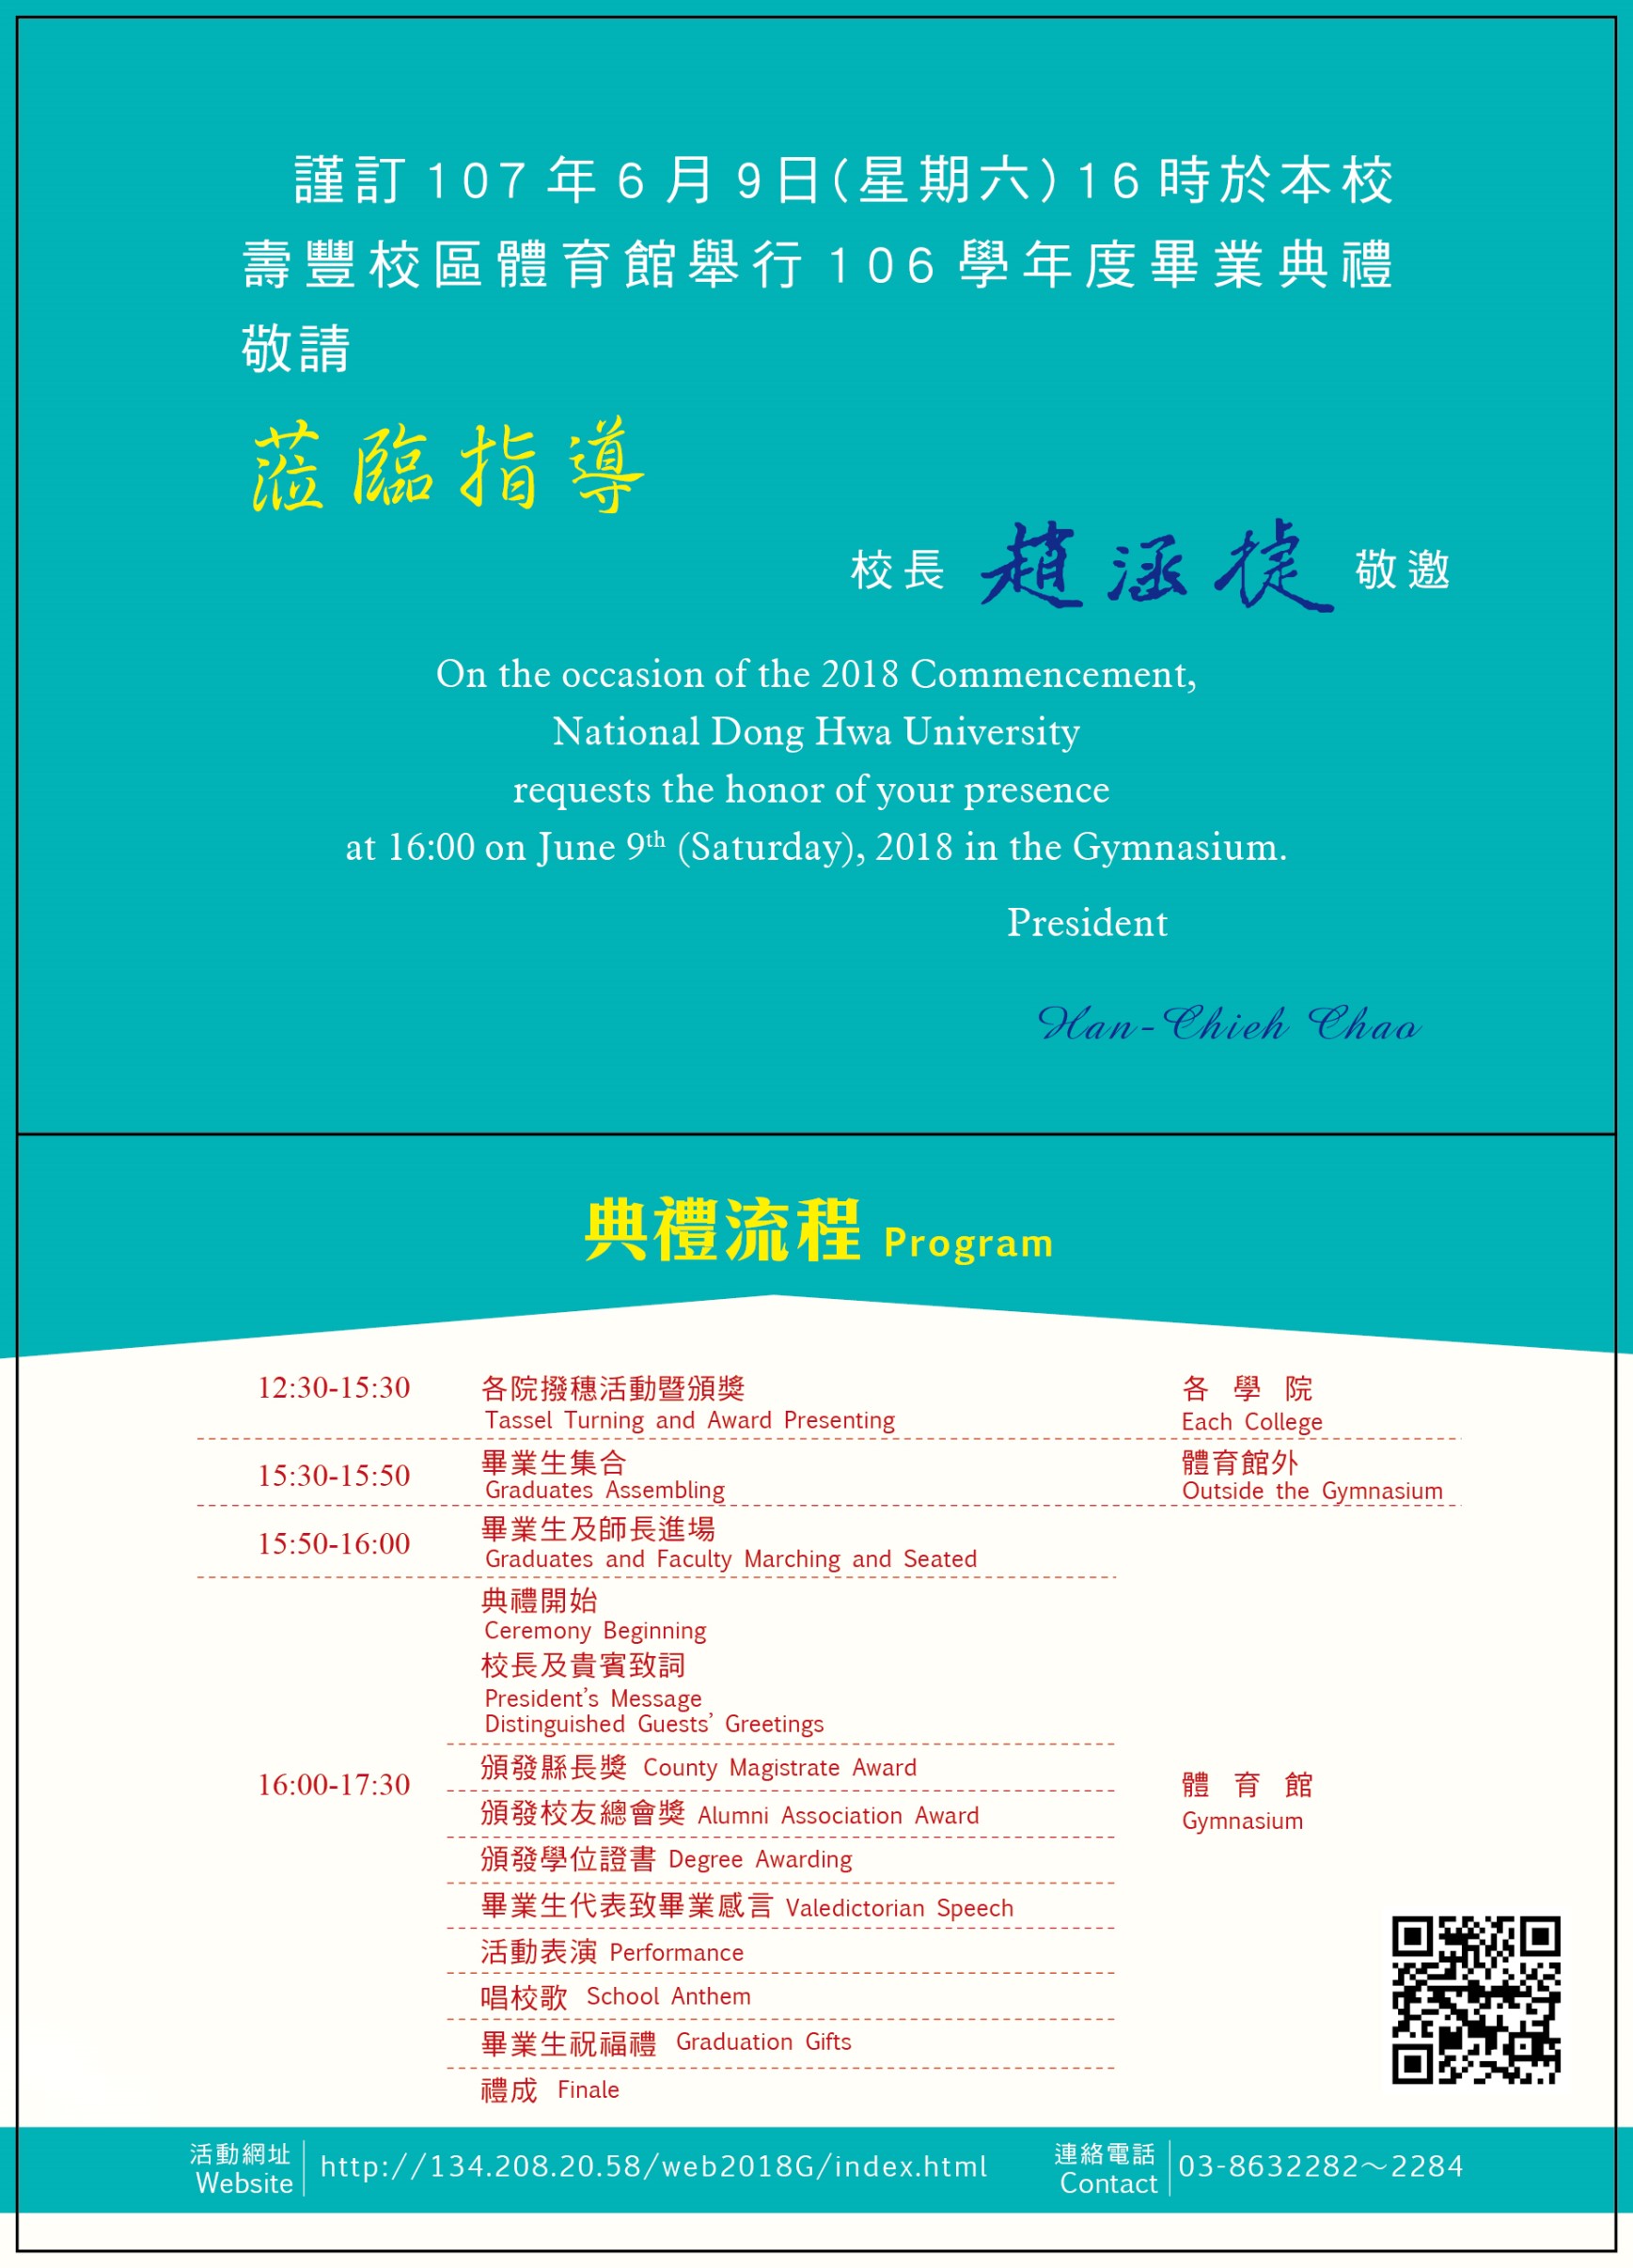 謹訂107年6月9日(星期六)16時於本校
壽豐校區體育館舉行106學年度畢業典禮
敬請
蒞臨指導
校長 趙涵捷 敬邀
On the occasion of the 2018 Commencement,
National Dong Hwa University
requests the honor of your presence
at 16:00 on June 9th (Saturday), 2018 in the Gymnasium.
President
Han-Chieh Chao
典禮流程 Program
12:30-15:30 各院撥穗活動暨頒獎 各學院
Tassel Turning and Award Presenting Each College
15:30-15:50 畢業生集合 體育館外
Graduates Assembling Outside the Gymnasium
15:50-16:00 畢業生及師長進場
Graduates and Faculty Marching and Seated
典禮開始
Ceremony Beginning
校長及貴賓致詞
President's Message
Distinguished Guests' Greetings
頒發縣長獎 County Magistrate Award
16:00-17:30 體育館
頒發校友總會獎 Alumni Association Award
Gymnasium
頒發學位證書 Degree Awarding
畢業生代表致畢業感言 Valedictorian Speech
活動表演 Performance
唱校歌 School Anthem
畢業生祝福禮 Graduation Gifts
禮成 Finale
活動網址 Website http://134.208.20.58/web2018G/index.html
連絡電話 Contact 03-8632282～2284